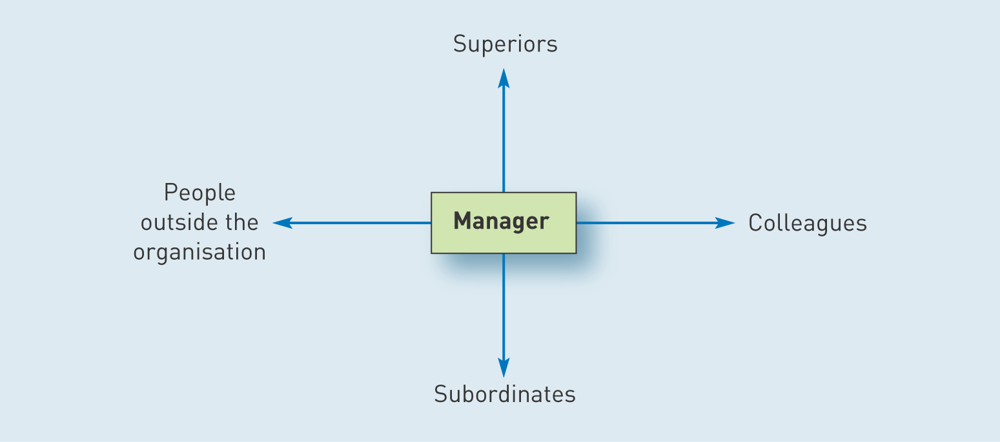 Superiors
People
outside the
organisation
Manager
Colleagues
Subordinates